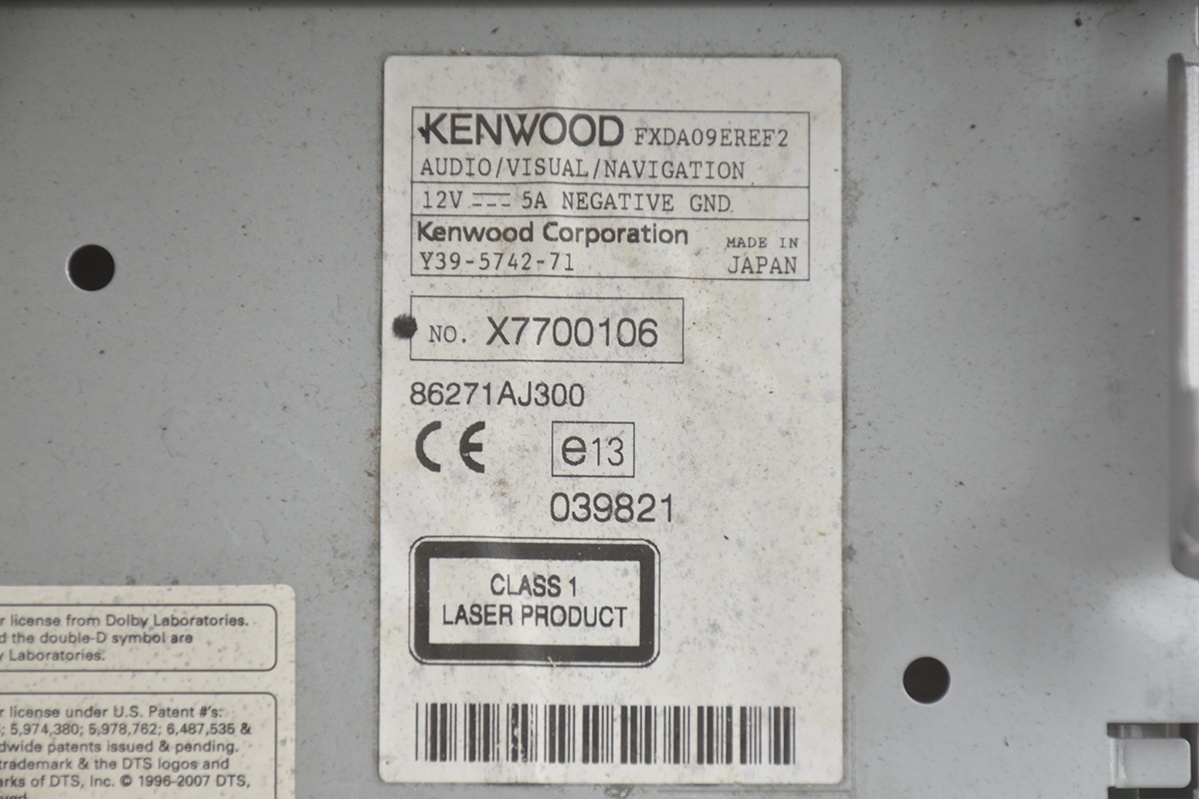 KENWOOD FXDA09EREF2
AUDIO/VISUAL/NAVIGATION
12V 5A NEGATIVE GND.
Kenwood Corporation MADE IN
Y39-5742-71 JAPAN
NO. X7700106
86271AJ300
CE e13
039821
CLASS 1
LASER PRODUCT
r license from Dolby Laboratories.
d the double-D symbol are
y Laboratories.
r license under U.S. Patent #'s:
; 5,974,380; 5,978,762; 6,487,535 &
dwide patents issued & pending.
trademark & the DTS logos and
arks of DTS, Inc. © 1996-2007 DTS,